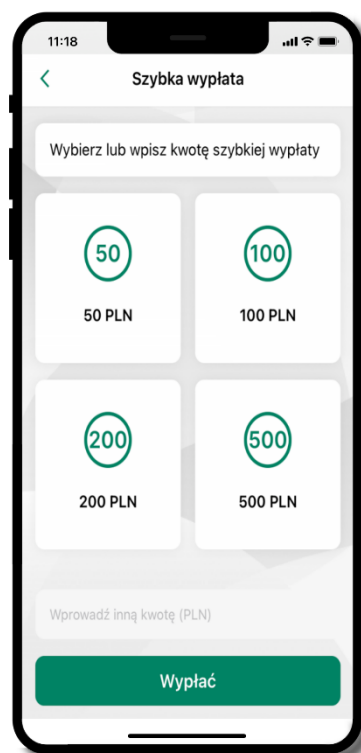 11:18
Szybka wypłata
Wybierz lub wpisz kwotę szybkiej wypłaty
50
100
50 PLN
100 PLN
200
500
200 PLN
500 PLN
Wprowadź inną kwotę (PLN)
Wypłać